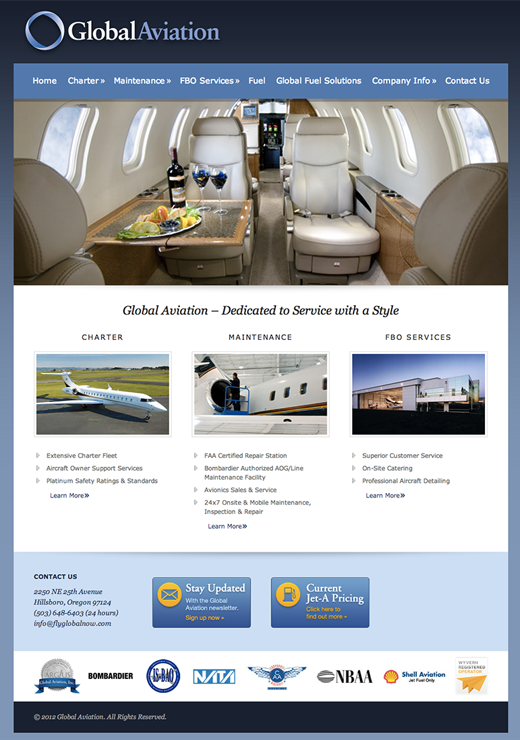 GlobalAviation
Home Charter » Maintenance » FBO Services » Fuel Global Fuel Solutions Company Info » Contact Us
Global Aviation – Dedicated to Service with a Style
CHARTER
Extensive Charter Fleet
Aircraft Owner Support Services
Platinum Safety Ratings & Standards
Learn More»
MAINTENANCE
FAA Certified Repair Station
Bombardier Authorized AOG/Line
Maintenance Facility
Avionics Sales & Service
24x7 Onsite & Mobile Maintenance,
Inspection & Repair
Learn More»
FBO SERVICES
Superior Customer Service
On-Site Catering
Professional Aircraft Detailing
Learn More»
CONTACT US
2250 NE 25th Avenue
Hillsboro, Oregon 97124
(503) 648-6403 (24 hours)
info@flyglobalnow.com
Stay Updated
With the Global
Aviation newsletter.
Sign up now »
Current
Jet-A Pricing
Click here to
find out more »
ARG/US
Global Aviation, Inc.
BOMBARDIER
IS-BAO
NATA
NBAA
Shell Aviation
Jet Fuel Only
WYVERN
REGISTERED
OPERATOR
© 2012 Global Aviation. All Rights Reserved.